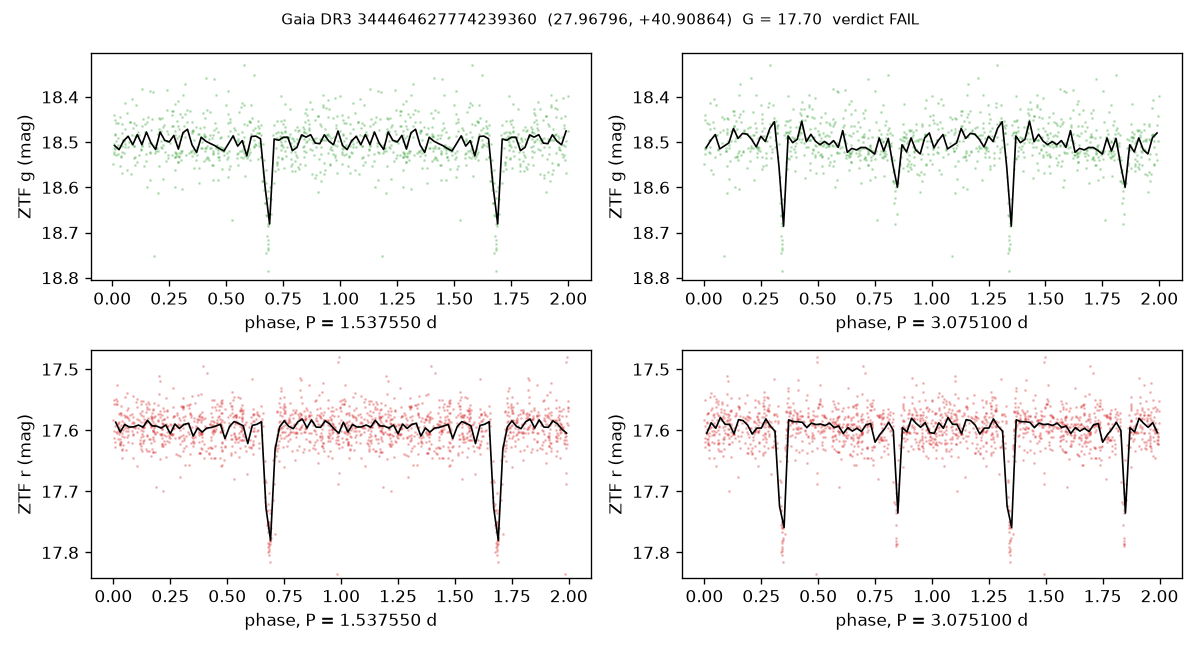 Gaia DR3 344464627774239360 (27.96796, +40.90864) G = 17.70 verdict FAIL
ZTF g (mag)
18.4
18.5
18.6
18.7
18.8
0.00 0.25 0.50 0.75 1.00 1.25 1.50 1.75 2.00
phase, P = 1.537550 d
ZTF g (mag)
18.4
18.5
18.6
18.7
18.8
0.00 0.25 0.50 0.75 1.00 1.25 1.50 1.75 2.00
phase, P = 3.075100 d
ZTF r (mag)
17.5
17.6
17.7
17.8
0.00 0.25 0.50 0.75 1.00 1.25 1.50 1.75 2.00
phase, P = 1.537550 d
ZTF r (mag)
17.5
17.6
17.7
17.8
0.00 0.25 0.50 0.75 1.00 1.25 1.50 1.75 2.00
phase, P = 3.075100 d